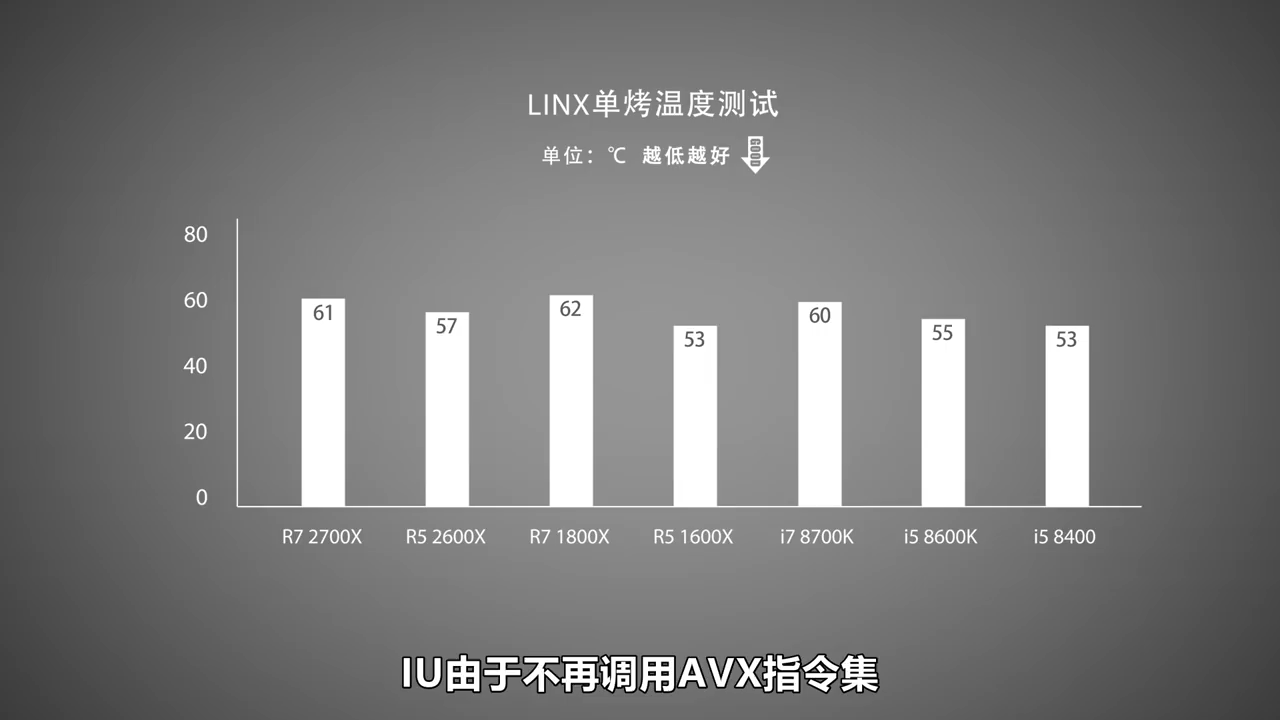 LINX单烤温度测试
单位：℃ 越低越好 GOOD
80
60
40
20
0
61
57
62
53
60
55
53
R7 2700X
R5 2600X
R7 1800X
R5 1600X
i7 8700K
i5 8600K
i5 8400
IU由于不再调用AVX指令集